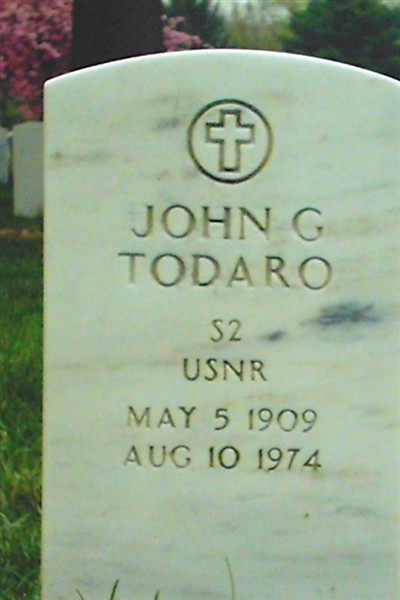 JOHN G
TODARO
S2
USNR
MAY 5 1909
AUG 10 1974